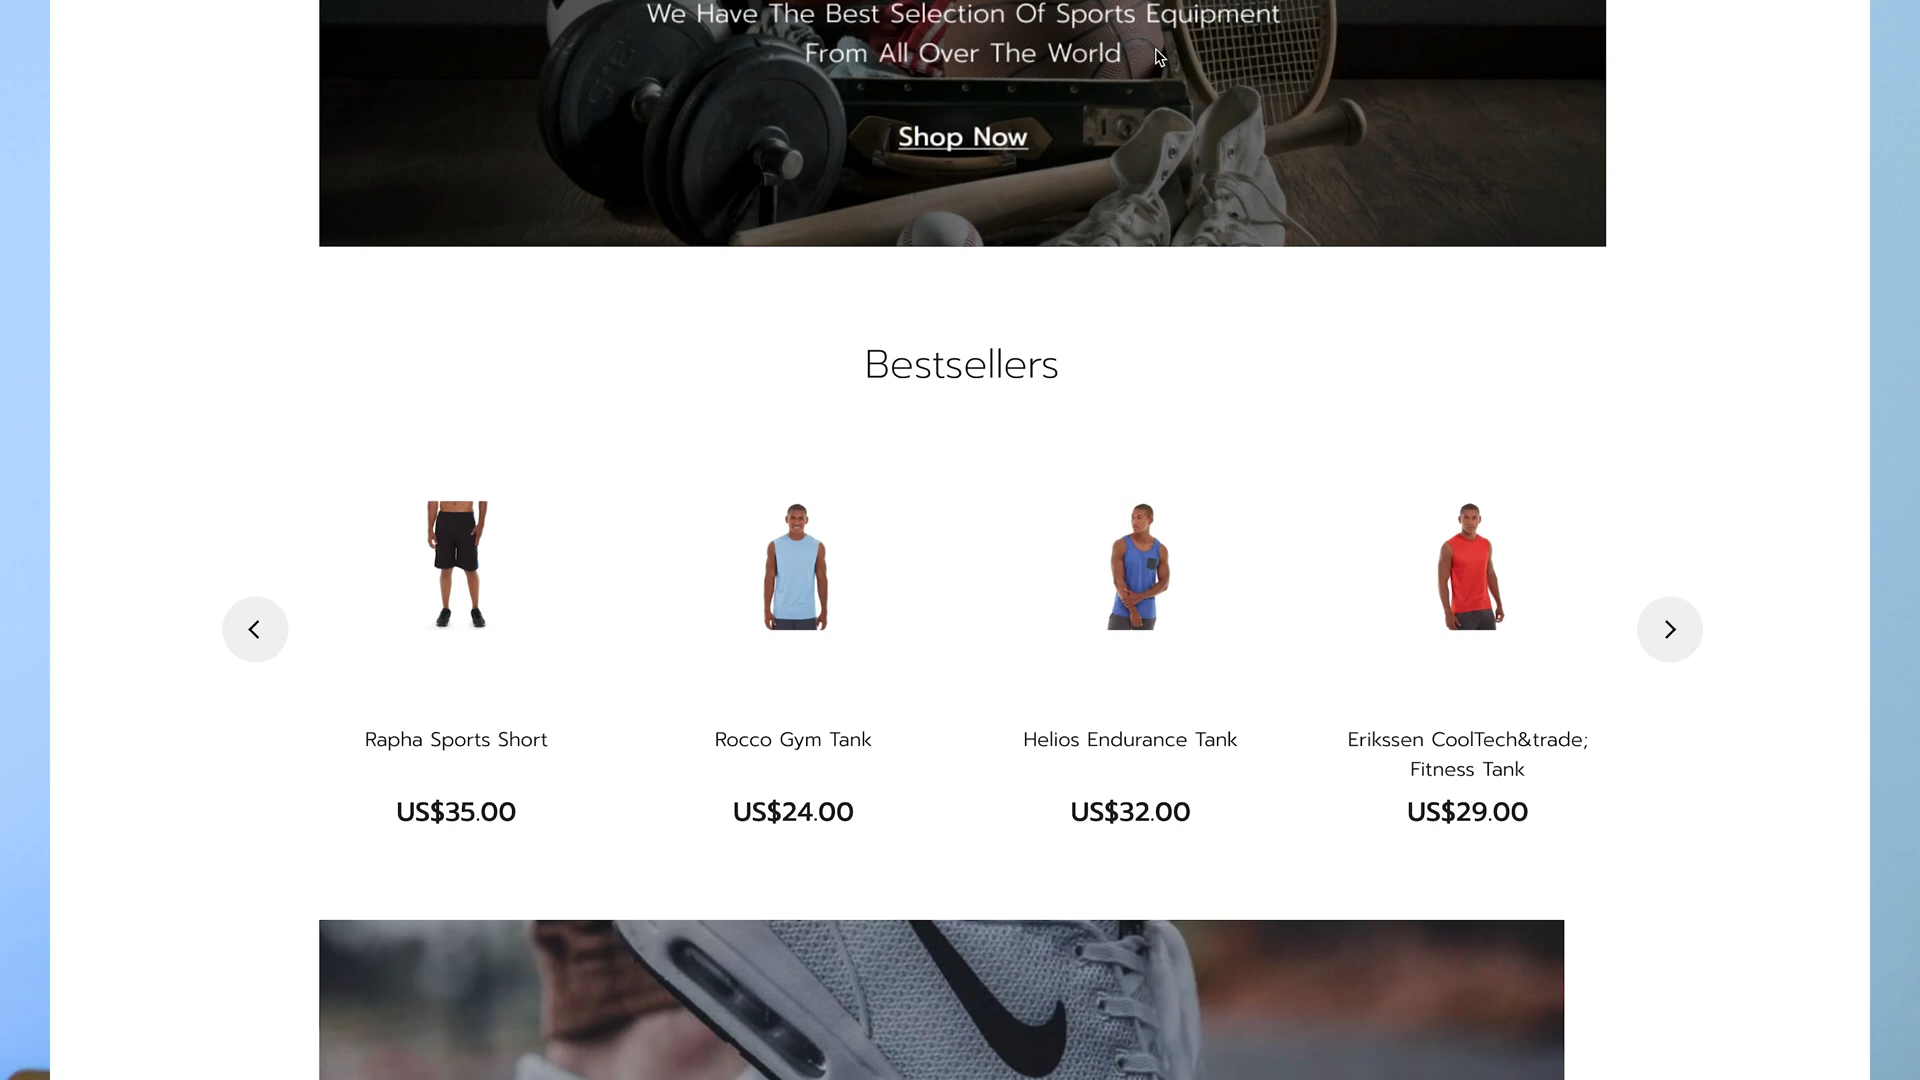 We Have The Best Selection Of Sports Equipment
From All Over The World
Shop Now
Bestsellers
Rapha Sports Short
US$35.00
Rocco Gym Tank
US$24.00
Helios Endurance Tank
US$32.00
Erikssen CoolTech&trade;
Fitness Tank
US$29.00